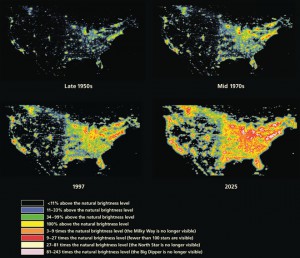 Late 1950s
Mid 1970s
1997
2025
<11% above the natural brightness level
11–33% above the natural brightness level
34–99% above the natural brightness level
100% above the natural brightness level
3–9 times the natural brightness level (the Milky Way is no longer visible)
9–27 times the natural brightness level (fewer than 100 stars are visible)
27–81 times the natural brightness level (the North Star is no longer visible)
81–243 times the natural brightness level (the Big Dipper is no longer visible)